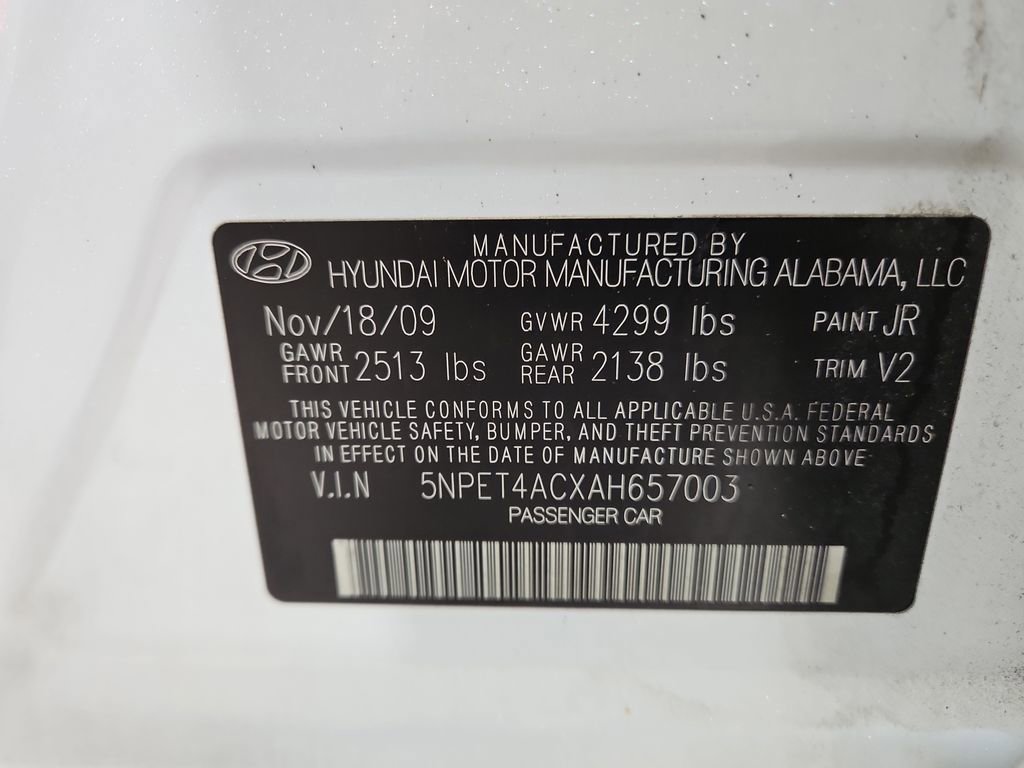 MANUFACTURED BY
HYUNDAI MOTOR MANUFACTURING ALABAMA, LLC
Nov/18/09 GVWR 4299 lbs PAINT JR
GAWR FRONT 2513 lbs GAWR REAR 2138 lbs TRIM V2
THIS VEHICLE CONFORMS TO ALL APPLICABLE U.S.A. FEDERAL
MOTOR VEHICLE SAFETY, BUMPER, AND THEFT PREVENTION STANDARDS
IN EFFECT ON THE DATE OF MANUFACTURE SHOWN ABOVE
V.I.N 5NPET4ACXAH657003
PASSENGER CAR